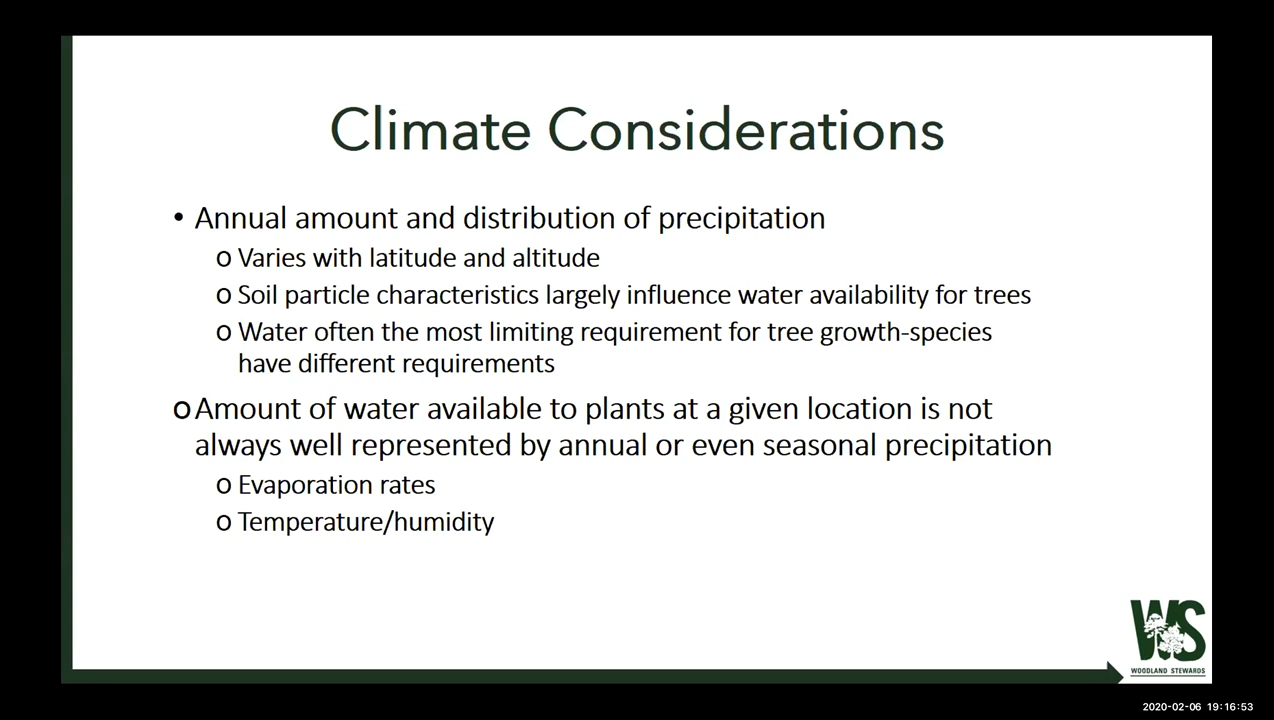 Climate Considerations
• Annual amount and distribution of precipitation
o Varies with latitude and altitude
o Soil particle characteristics largely influence water availability for trees
o Water often the most limiting requirement for tree growth-species
have different requirements
o Amount of water available to plants at a given location is not
always well represented by annual or even seasonal precipitation
o Evaporation rates
o Temperature/humidity
WS
WOODLAND STEWARDS
2020-02-06 19:16:53